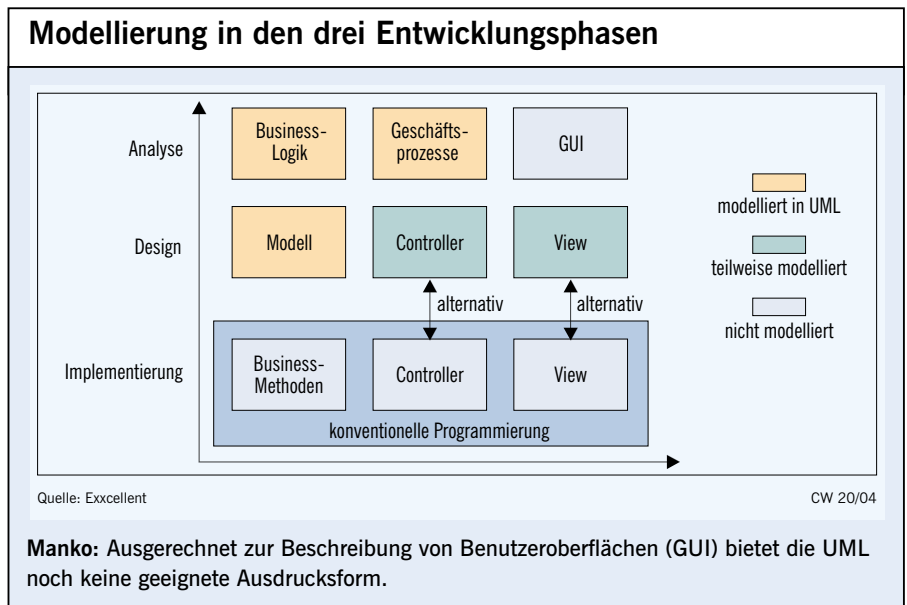 Modellierung in den drei Entwicklungsphasen
Analyse
Business-
Logik
Geschäfts-
prozesse
GUI
modelliert in UML
Design
Modell
Controller
View
teilweise modelliert
alternativ
alternativ
nicht modelliert
Implementierung
Business-
Methoden
Controller
View
konventionelle Programmierung
Quelle: Exxcellent
CW 20/04
Manko: Ausgerechnet zur Beschreibung von Benutzeroberflächen (GUI) bietet die UML
noch keine geeignete Ausdrucksform.